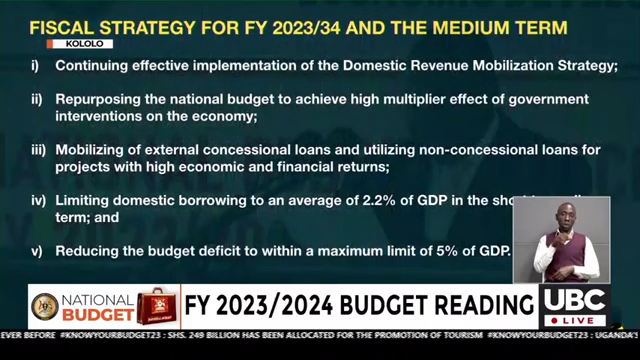 FISCAL STRATEGY FOR FY 2023/34 AND THE MEDIUM TERM
KOLOLO
i) Continuing effective implementation of the Domestic Revenue Mobilization Strategy;
ii) Repurposing the national budget to achieve high multiplier effect of government
interventions on the economy;
iii) Mobilizing of external concessional loans and utilizing non-concessional loans for
projects with high economic and financial returns;
iv) Limiting domestic borrowing to an average of 2.2% of GDP in the
term; and
v) Reducing the budget deficit to within a maximum limit of 5% of GDP.
NATIONAL
BUDGET
FY 2023/2024 BUDGET READING
UBC
LIVE
EVER BEFORE #KNOWYOURBUDGET23 : SHS. 249 BILLION HAS BEEN ALLOCATED FOR THE PROMOTION OF TOURISM #KNOWYOURBUDGET23 : UGANDA'S